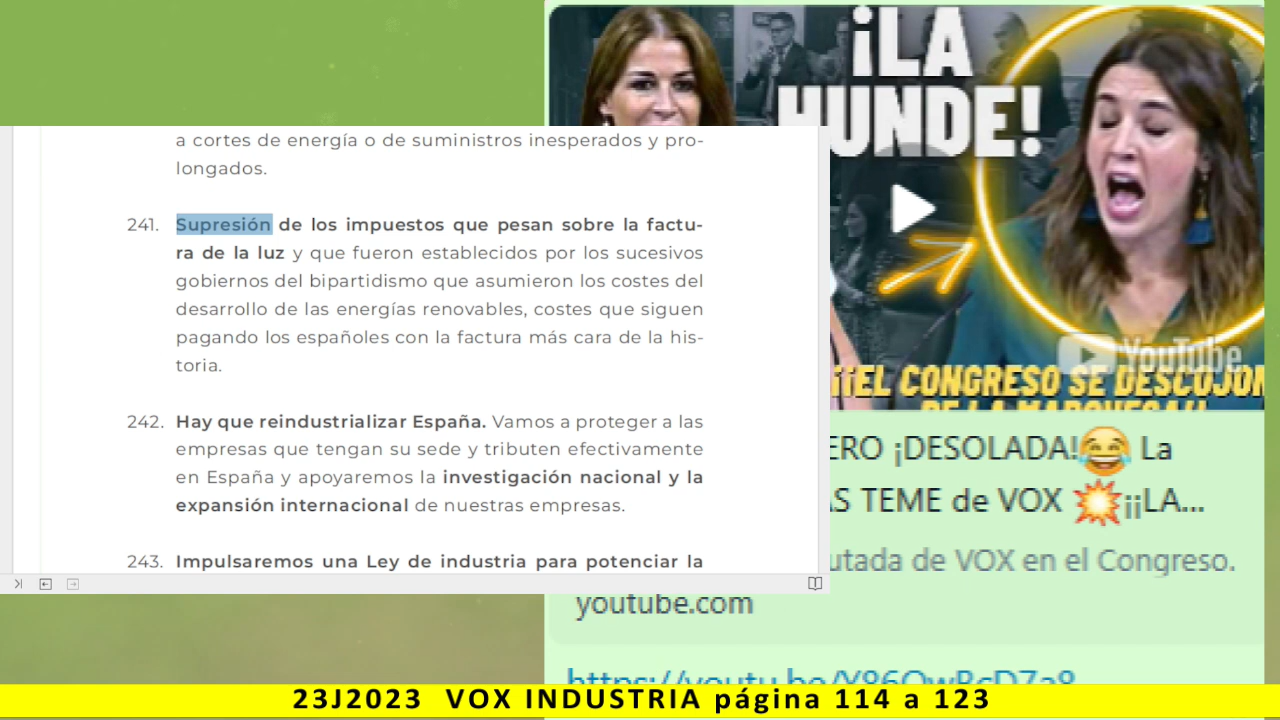 ¡LA
HUNDE!
YouTube
¡¡EL CONGRESO SE DESCOJON
DE LA MARQUESA!!
a cortes de energía o de suministros inesperados y pro-
longados.
241. Supresión de los impuestos que pesan sobre la factu-
ra de la luz y que fueron establecidos por los sucesivos
gobiernos del bipartidismo que asumieron los costes del
desarrollo de las energías renovables, costes que siguen
pagando los españoles con la factura más cara de la his-
toria.
242. Hay que reindustrializar España. Vamos a proteger a las
empresas que tengan su sede y tributen efectivamente
en España y apoyaremos la investigación nacional y la
expansión internacional de nuestras empresas.
243. Impulsaremos una Ley de industria para potenciar la
ERO ¡DESOLADA!😂 La
AS TEME de VOX 💥¡¡LA...
utada de VOX en el Congreso.
youtube.com
23J2023 VOX INDUSTRIA página 114 a 123